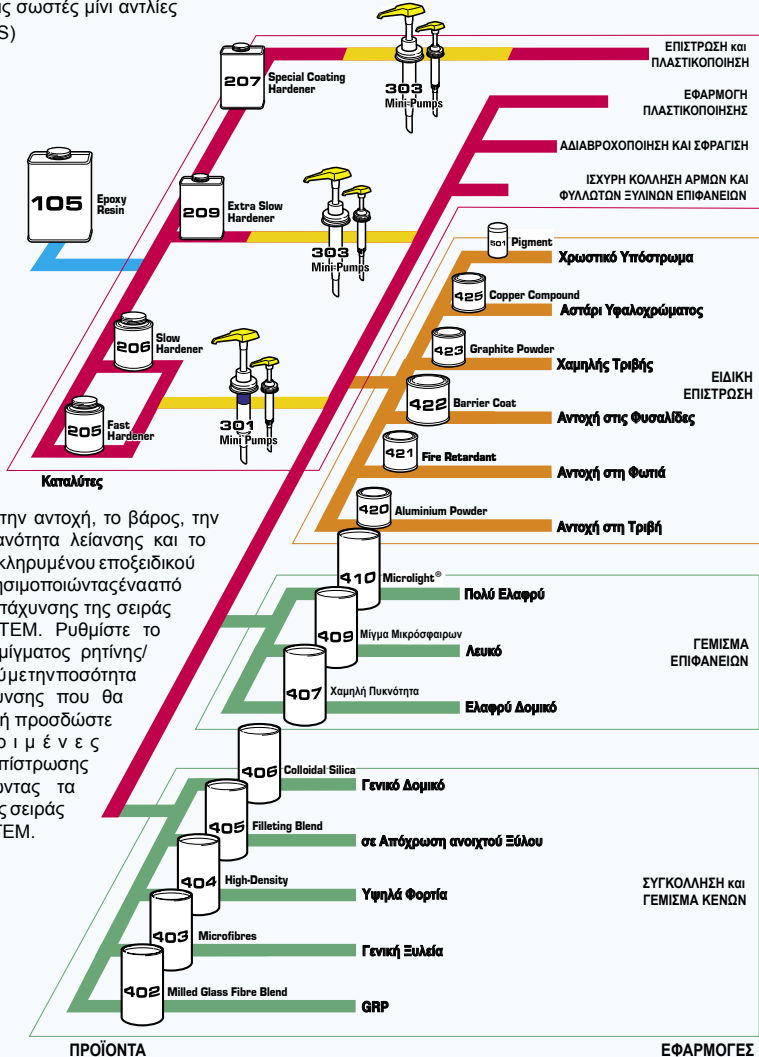 ις σωστές μίνι αντλίες
S)
207
Special Coating
Hardener
303
Mini-Pumps
ΕΠΙΣΤΡΩΣΗ και
ΠΛΑΣΤΙΚΟΠΟΙΗΣΗ
ΕΦΑΡΜΟΓΗ
ΠΛΑΣΤΙΚΟΠΟΙΗΣΗΣ
ΑΔΙΑΒΡΟΧΟΠΟΙΗΣΗ ΚΑΙ ΣΦΡΑΓΙΣΗ
ΙΣΧΥΡΗ ΚΟΛΛΗΣΗ ΑΡΜΩΝ ΚΑΙ
ΦΥΛΛΩΤΩΝ ΞΥΛΙΝΩΝ ΕΠΙΦΑΝΕΙΩΝ
105
Epoxy
Resin
209
Extra Slow
Hardener
303
Mini-Pumps
206
Slow
Hardener
205
Fast
Hardener
301
Mini Pumps
Καταλύτες
501
Pigment
Χρωστικό Υπόστρωμα
425
Copper Compound
Αστάρι Υφαλοχρώματος
423
Graphite Powder
Χαμηλής Τριβής
ΕΙΔΙΚΗ
ΕΠΙΣΤΡΩΣΗ
422
Barrier Coat
Αντοχή στις Φυσαλίδες
421
Fire Retardant
Αντοχή στη Φωτιά
420
Aluminium Powder
Αντοχή στη Τριβή
την αντοχή, το βάρος, την
ανότητα λείανσης και το
κληρυμένου εποξειδικού
ησιμοποιώντας ένα από
τάχυνσης της σειράς
TEM. Ρυθμίστε το
μίγματος ρητίνης/
ύ με την ποσότητα
υνσης που θα
ή προσδώστε
ριμένες
πίστρωσης
ώντας τα
ς σειράς
TEM.
410
Microlight®
Πολύ Ελαφρύ
409
Μίγμα Μικρόσφαιρων
Λευκό
ΓΕΜΙΣΜΑ
ΕΠΙΦΑΝΕΙΩΝ
407
Χαμηλή Πυκνότητα
Ελαφρύ Δομικό
406
Colloidal Silica
Γενικό Δομικό
405
Filleting Blend
σε Απόχρωση ανοιχτού Ξύλου
404
High-Density
Υψηλά Φορτία
ΣΥΓΚΟΛΛΗΣΗ και
ΓΕΜΙΣΜΑ ΚΕΝΩΝ
403
Microfibres
Γενική Ξυλεία
402
Milled Glass Fibre Blend
GRP
ΠΡΟΪΟΝΤΑ
ΕΦΑΡΜΟΓΕΣ